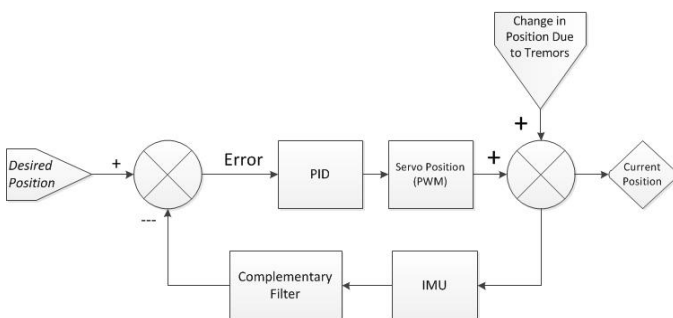 Change in
Position Due
to Tremors
+
Desired
Position
+
Error
PID
Servo Position
(PWM)
+
Current
Position
---
Complementary
Filter
IMU